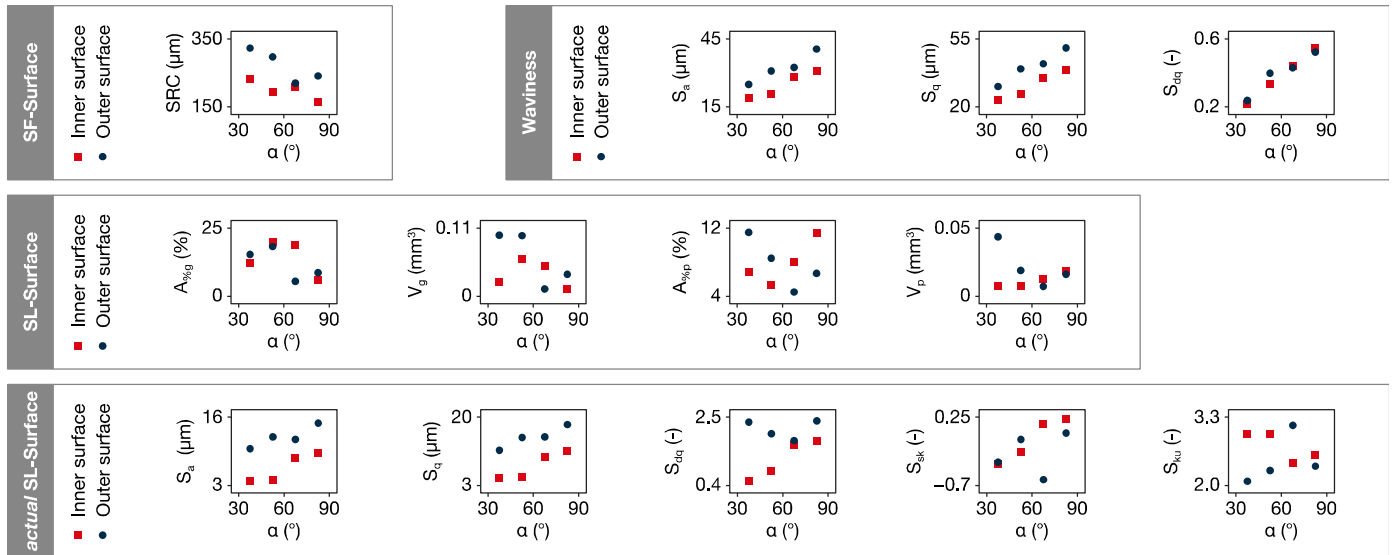 SF-Surface
Inner surface
Outer surface
SRC (µm)
350
150
30 60 90
α (°)
Waviness
Inner surface
Outer surface
Sa (µm)
45
15
30 60 90
α (°)
Sq (µm)
55
20
30 60 90
α (°)
Sdq (-)
0.6
0.2
30 60 90
α (°)
SL-Surface
Inner surface
Outer surface
A%g (%)
25
0
30 60 90
α (°)
Vg (mm³)
0.11
0
30 60 90
α (°)
A%p (%)
12
4
30 60 90
α (°)
Vp (mm³)
0.05
0
30 60 90
α (°)
actual SL-Surface
Inner surface
Outer surface
Sa (µm)
16
3
30 60 90
α (°)
Sq (µm)
20
3
30 60 90
α (°)
Sdq (-)
2.5
0.4
30 60 90
α (°)
Ssk (-)
0.25
−0.7
30 60 90
α (°)
Sku (-)
3.3
2.0
30 60 90
α (°)